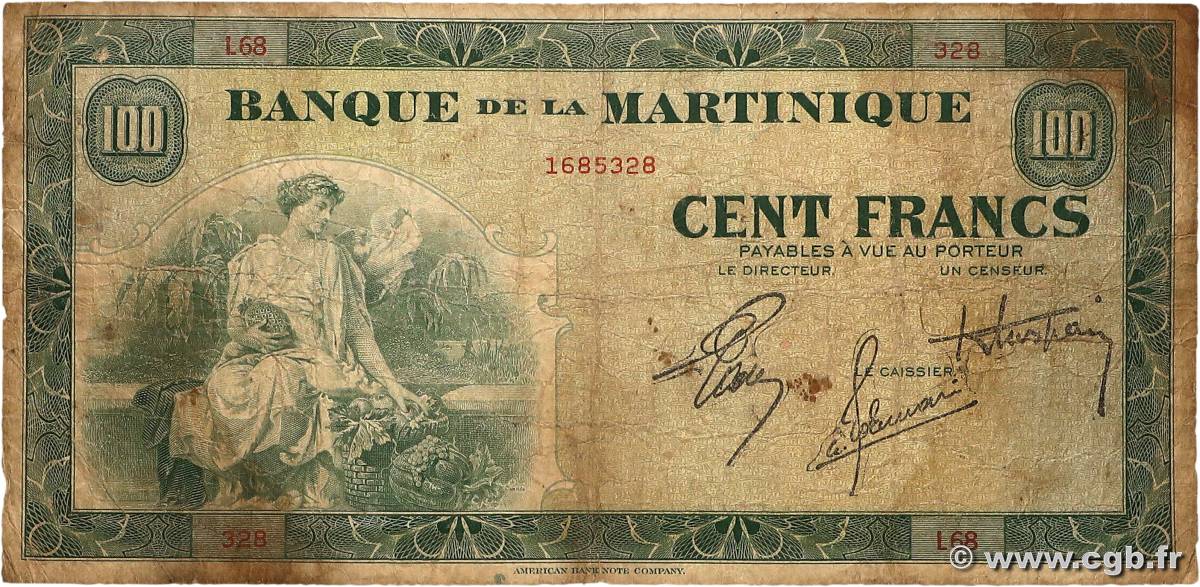 L68 328
100 BANQUE DE LA MARTINIQUE 100
1685328
CENT FRANCS
PAYABLES À VUE AU PORTEUR
LE DIRECTEUR. UN CENSEUR.
LE CAISSIER.
328 L68
AMERICAN BANK NOTE COMPANY.
© www.cgb.fr